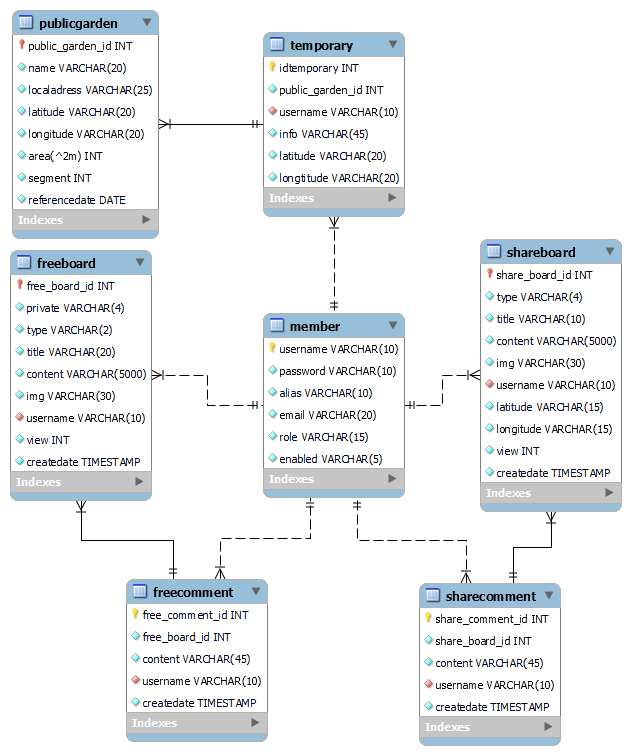 publicgarden
public_garden_id INT
name VARCHAR(20)
localadress VARCHAR(25)
latitude VARCHAR(20)
longitude VARCHAR(20)
area(^2m) INT
segment INT
referencedate DATE
Indexes
temporary
idtemporary INT
public_garden_id INT
username VARCHAR(10)
info VARCHAR(45)
latitude VARCHAR(20)
longtitude VARCHAR(20)
Indexes
freeboard
free_board_id INT
private VARCHAR(4)
type VARCHAR(2)
title VARCHAR(20)
content VARCHAR(5000)
img VARCHAR(30)
username VARCHAR(10)
view INT
createdate TIMESTAMP
Indexes
member
username VARCHAR(10)
password VARCHAR(10)
alias VARCHAR(10)
email VARCHAR(20)
role VARCHAR(15)
enabled VARCHAR(5)
Indexes
shareboard
share_board_id INT
type VARCHAR(4)
title VARCHAR(10)
content VARCHAR(5000)
img VARCHAR(30)
username VARCHAR(10)
latitude VARCHAR(15)
longitude VARCHAR(15)
view INT
createdate TIMESTAMP
Indexes
freecomment
free_comment_id INT
free_board_id INT
content VARCHAR(45)
username VARCHAR(10)
createdate TIMESTAMP
Indexes
sharecomment
share_comment_id INT
share_board_id INT
content VARCHAR(45)
username VARCHAR(10)
createdate TIMESTAMP
Indexes